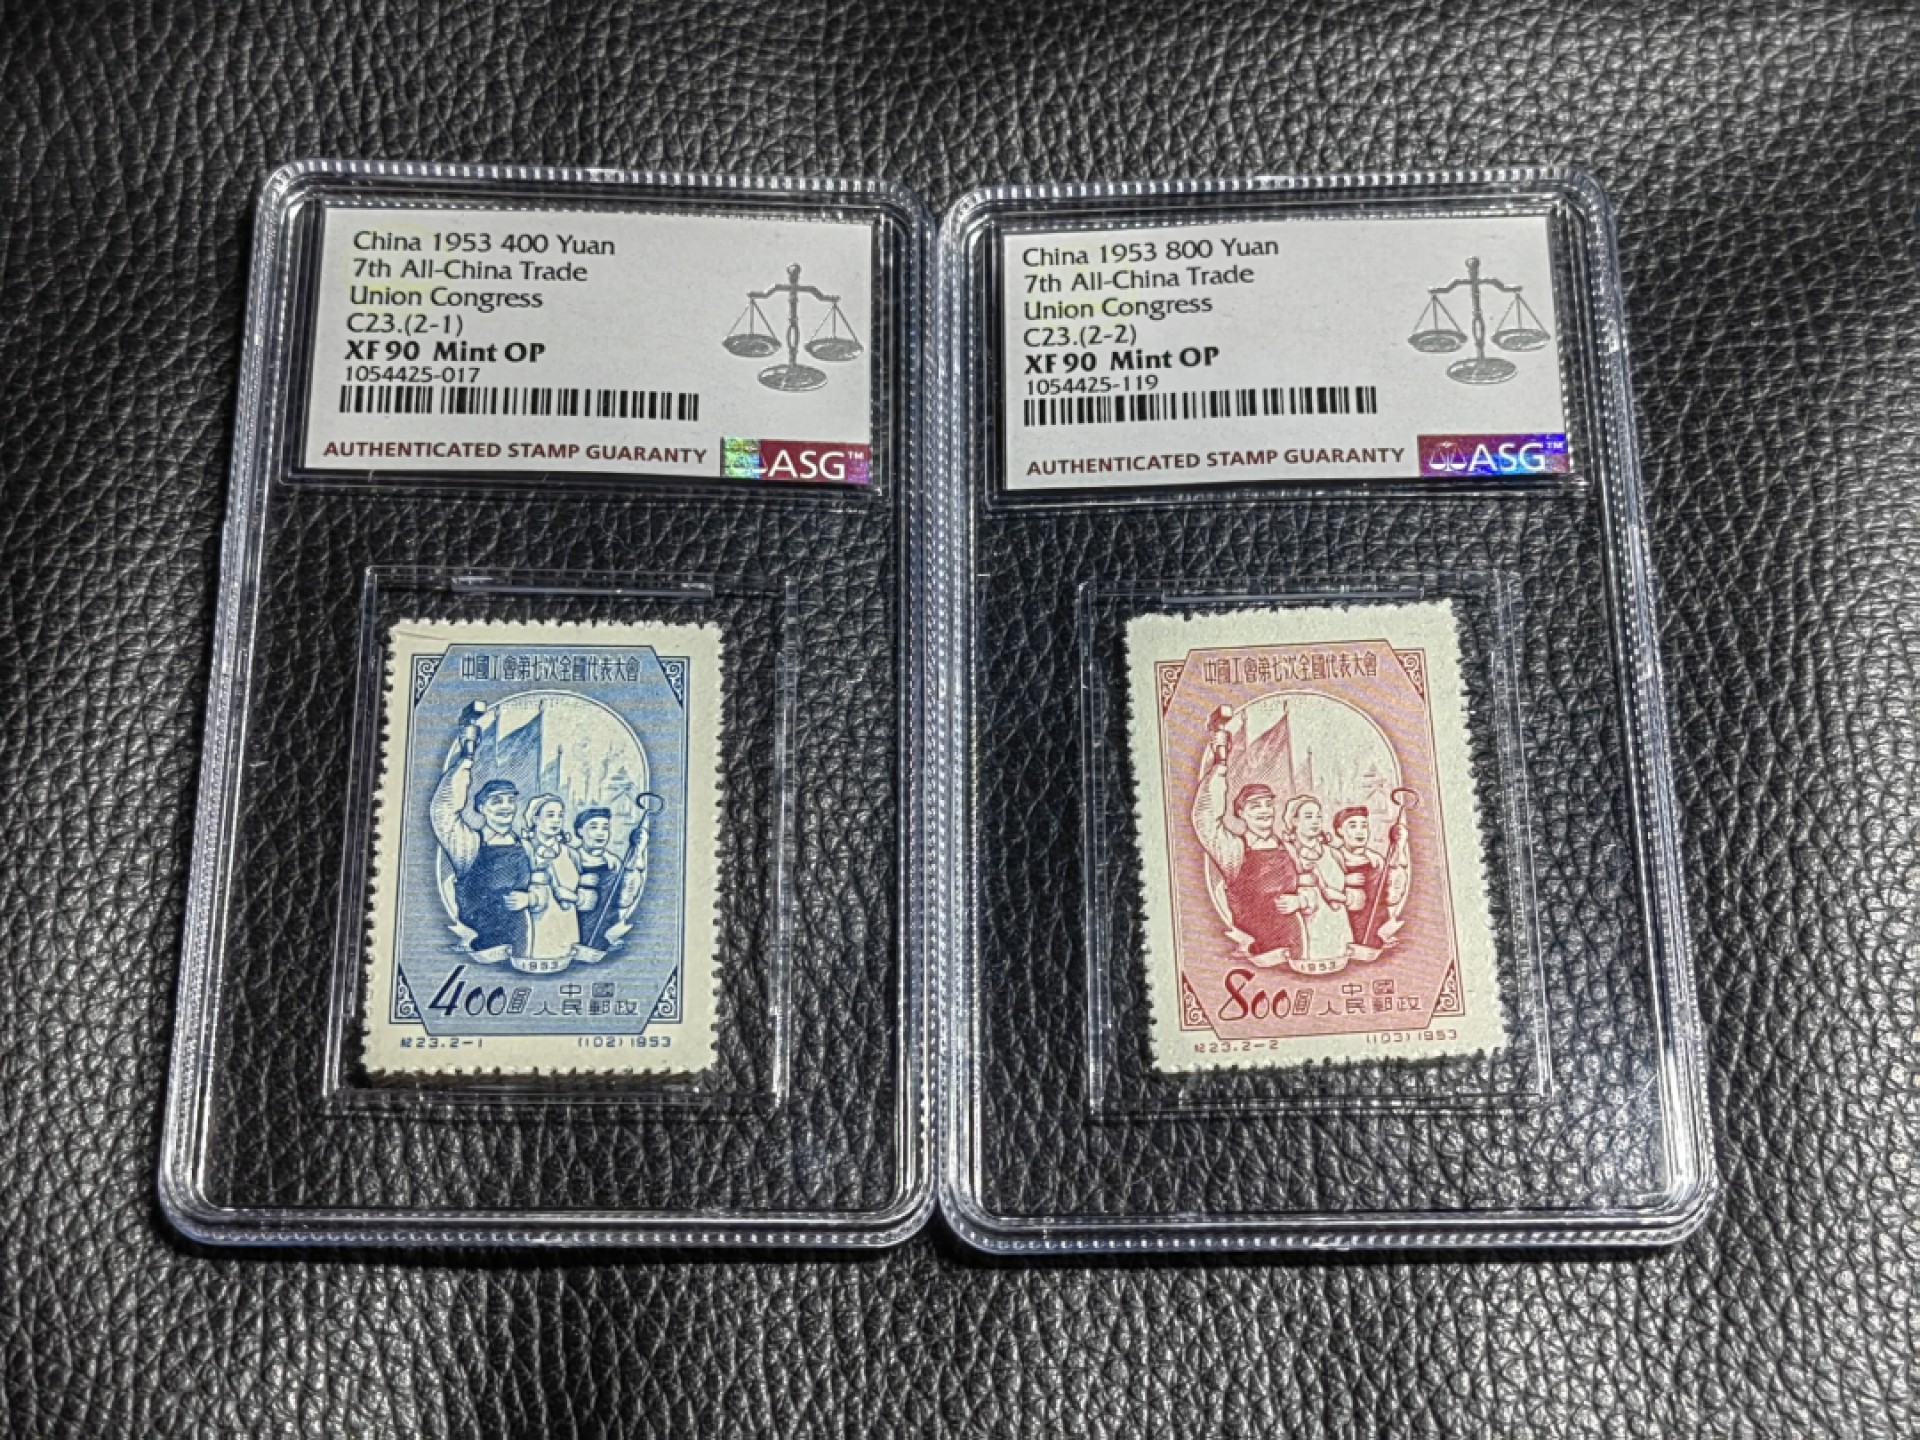 China 1953 400 Yuan
7th All-China Trade
Union Congress
C23.(2-1)
XF 90 Mint OP
1054425-017
AUTHENTICATED STAMP GUARANTY
ASG™
中國工會第七次全國代表大會
1953
400圓
中國
人民郵政
紀23.2-1
(102)1953
China 1953 800 Yuan
7th All-China Trade
Union Congress
C23.(2-2)
XF 90 Mint OP
1054425-119
AUTHENTICATED STAMP GUARANTY
ASG™
中國工會第七次全國代表大會
1953
800圓
中國
人民郵政
紀23.2-2
(103)1953